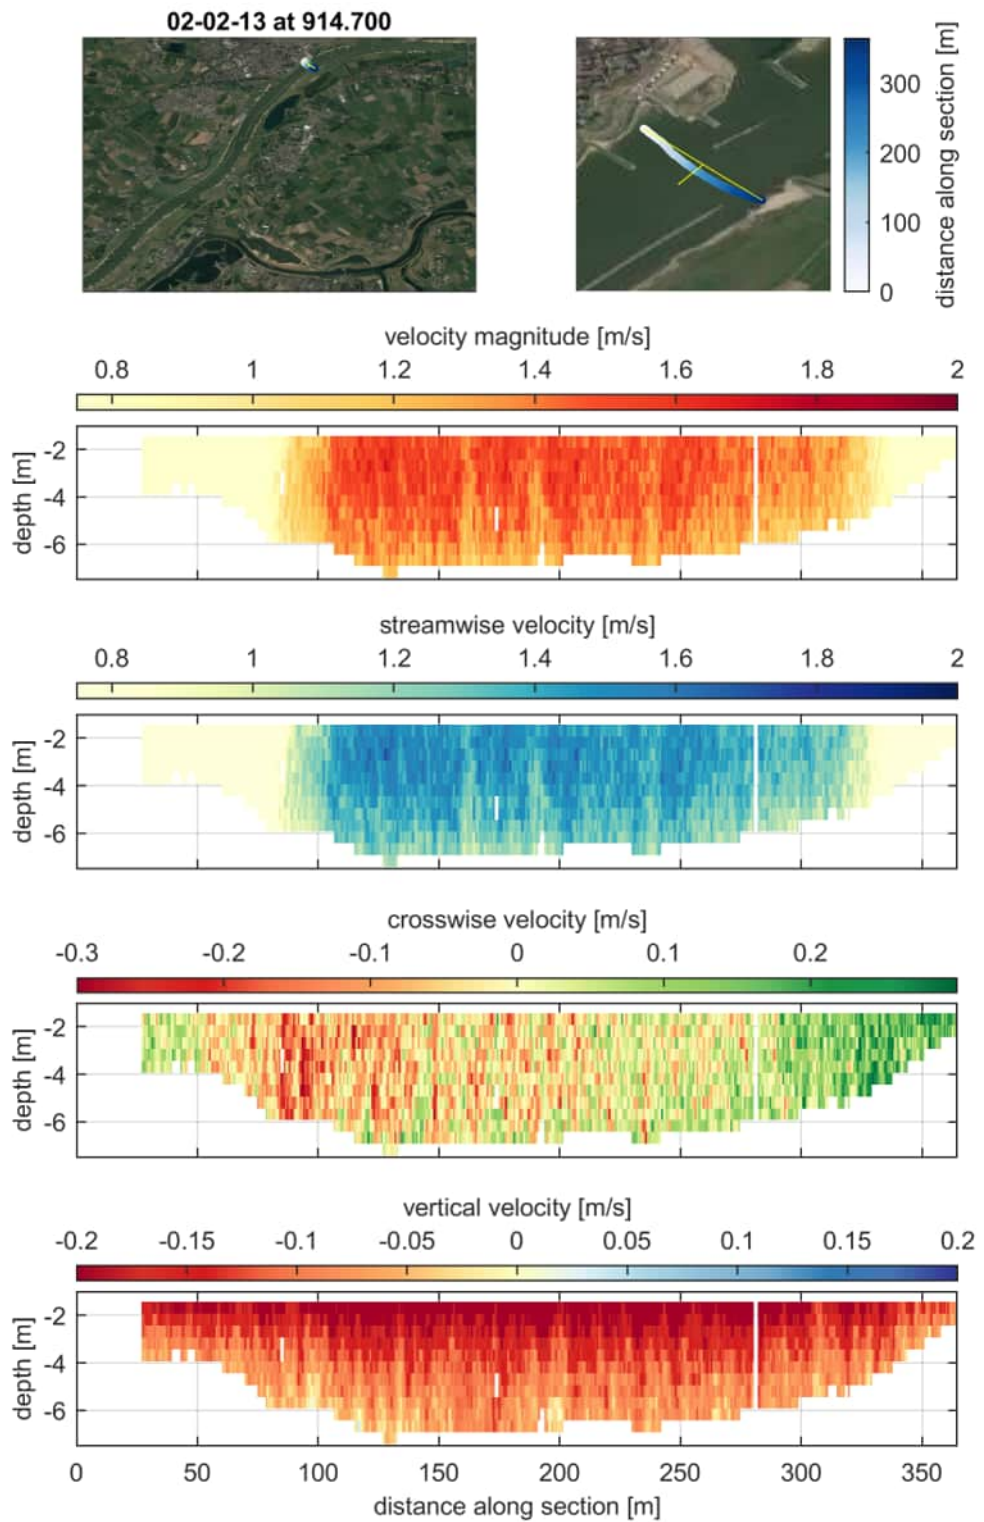 02-02-13 at 914.700
300
200
100
0
distance along section [m]
velocity magnitude [m/s]
0.8 1 1.2 1.4 1.6 1.8 2
-2
-4
-6
depth [m]
streamwise velocity [m/s]
0.8 1 1.2 1.4 1.6 1.8 2
-2
-4
-6
depth [m]
crosswise velocity [m/s]
-0.3 -0.2 -0.1 0 0.1 0.2
-2
-4
-6
depth [m]
vertical velocity [m/s]
-0.2 -0.15 -0.1 -0.05 0 0.05 0.1 0.15 0.2
-2
-4
-6
depth [m]
0 50 100 150 200 250 300 350
distance along section [m]